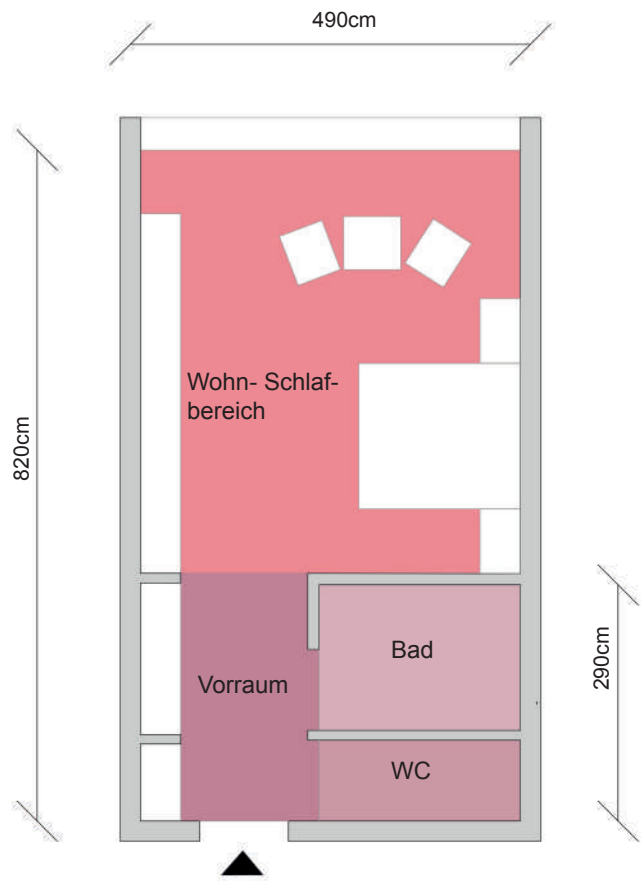 490cm
820cm
Wohn- Schlaf-
bereich
Vorraum
Bad
WC
290cm